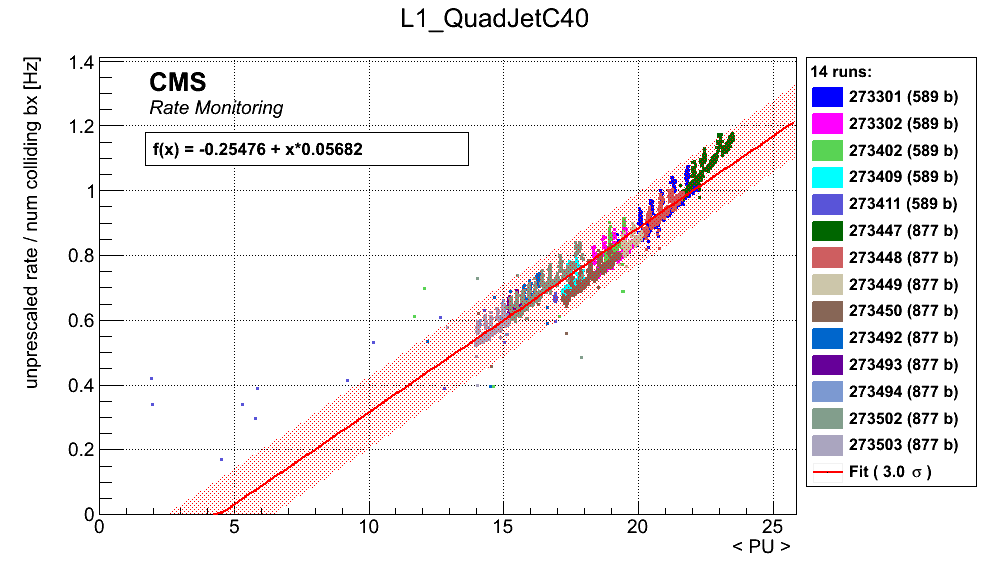 L1_QuadJetC40
unprescaled rate / num colliding bx [Hz]
1.4
1.2
1
0.8
0.6
0.4
0.2
0
CMS
Rate Monitoring
f(x) = -0.25476 + x*0.05682
0 5 10 15 20 25
< PU >
14 runs:
273301 (589 b)
273302 (589 b)
273402 (589 b)
273409 (589 b)
273411 (589 b)
273447 (877 b)
273448 (877 b)
273449 (877 b)
273450 (877 b)
273492 (877 b)
273493 (877 b)
273494 (877 b)
273502 (877 b)
273503 (877 b)
Fit ( 3.0 σ )